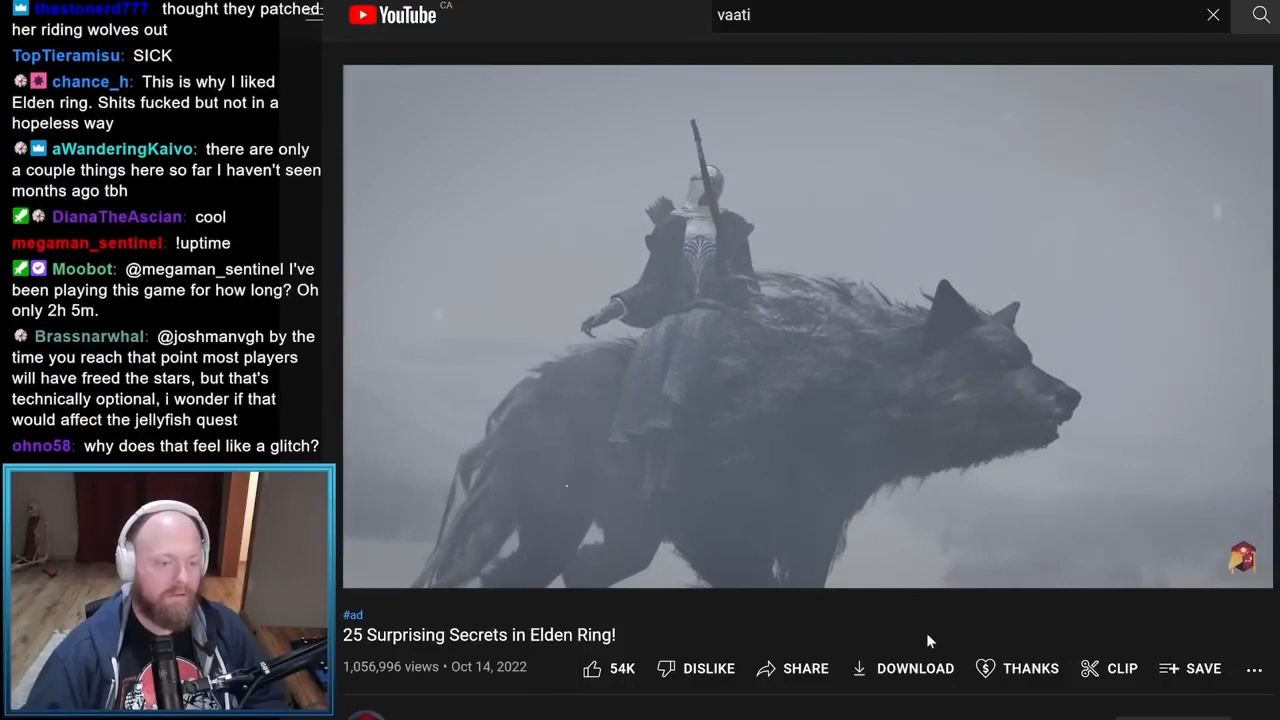 thestonerd777: thought they patched
her riding wolves out
TopTieramisu: SICK
chance_h: This is why I liked
Elden ring. Shits fucked but not in a
hopeless way
aWanderingKaivo: there are only
a couple things here so far I haven't seen
months ago tbh
DianaTheAscian: cool
megaman_sentinel: !uptime
Moobot: @megaman_sentinel I've
been playing this game for how long? Oh
only 2h 5m.
Brassnarwhal: @joshmanvgh by the
time you reach that point most players
will have freed the stars, but that's
technically optional, i wonder if that
would affect the jellyfish quest
ohno58: why does that feel like a glitch?
YouTube CA
vaati
#ad
25 Surprising Secrets in Elden Ring!
1,056,996 views • Oct 14, 2022
54K DISLIKE SHARE DOWNLOAD THANKS CLIP SAVE ...